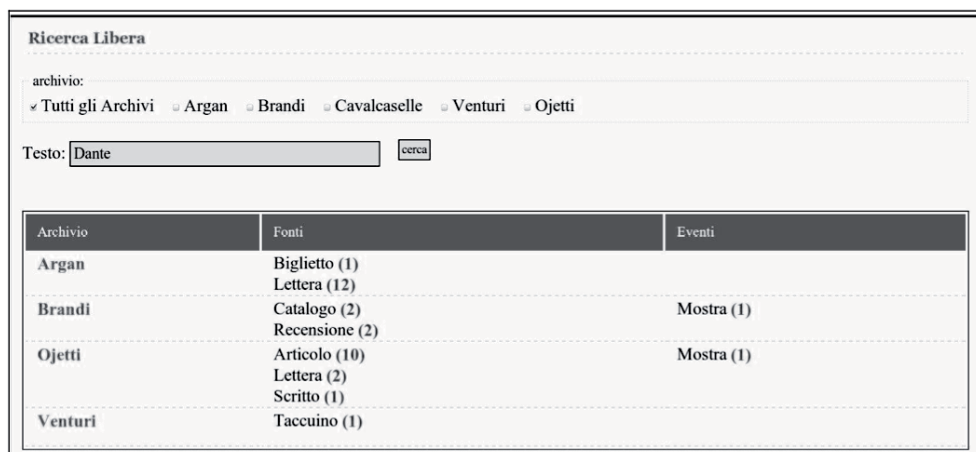 Ricerca Libera
archivio:
Tutti gli Archivi Argan Brandi Cavalcaselle Venturi Ojetti
Testo: Dante cerca
Archivio Fonti Eventi
Argan Biglietto (1)
Lettera (12)
Brandi Catalogo (2) Mostra (1)
Recensione (2)
Ojetti Articolo (10) Mostra (1)
Lettera (2)
Scritto (1)
Venturi Taccuino (1)